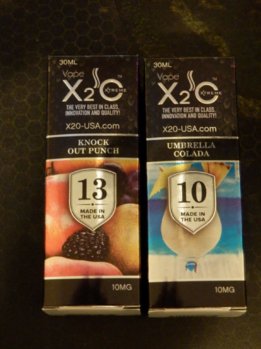 30ML
Vape
X2O
XTREME
THE VERY BEST IN CLASS,
INNOVATION AND QUALITY!
X20-USA.com
KNOCK
OUT PUNCH
13
MADE IN
THE USA
10MG
30ML
Vape
X2O
XTREME
THE VERY BEST IN CLASS,
INNOVATION AND QUALITY!
X20-USA.com
UMBRELLA
COLADA
10
MADE IN
THE USA
10MG